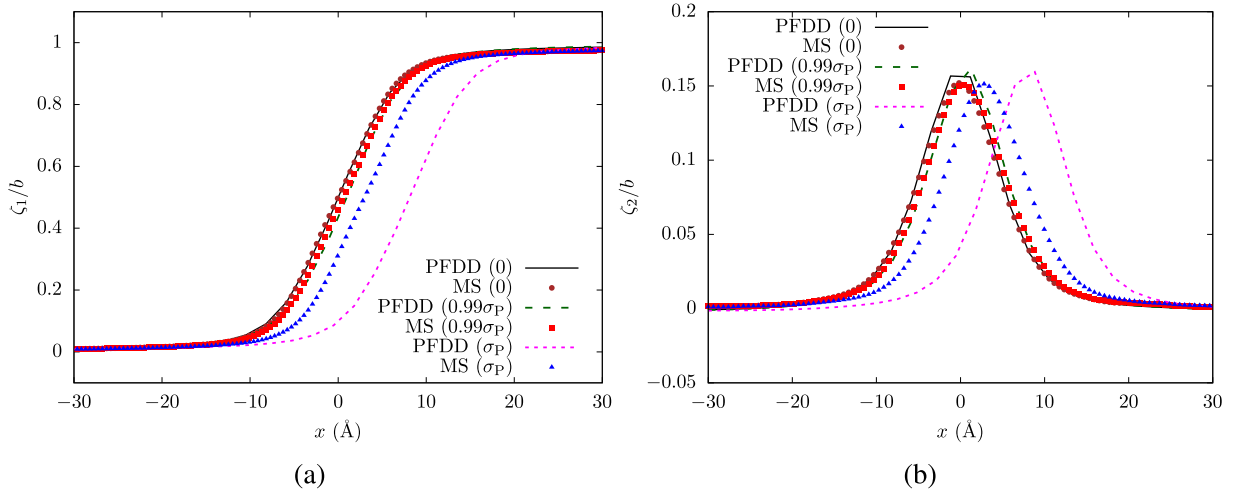 ζ₁/b
1
0.8
0.6
0.4
0.2
0
−30 −20 −10 0 10 20 30
x (Å)
PFDD (0)
MS (0)
PFDD (0.99σP)
MS (0.99σP)
PFDD (σP)
MS (σP)
(a)
ζ₂/b
0.2
0.15
0.1
0.05
0
−0.05
−30 −20 −10 0 10 20 30
x (Å)
PFDD (0)
MS (0)
PFDD (0.99σP)
MS (0.99σP)
PFDD (σP)
MS (σP)
(b)